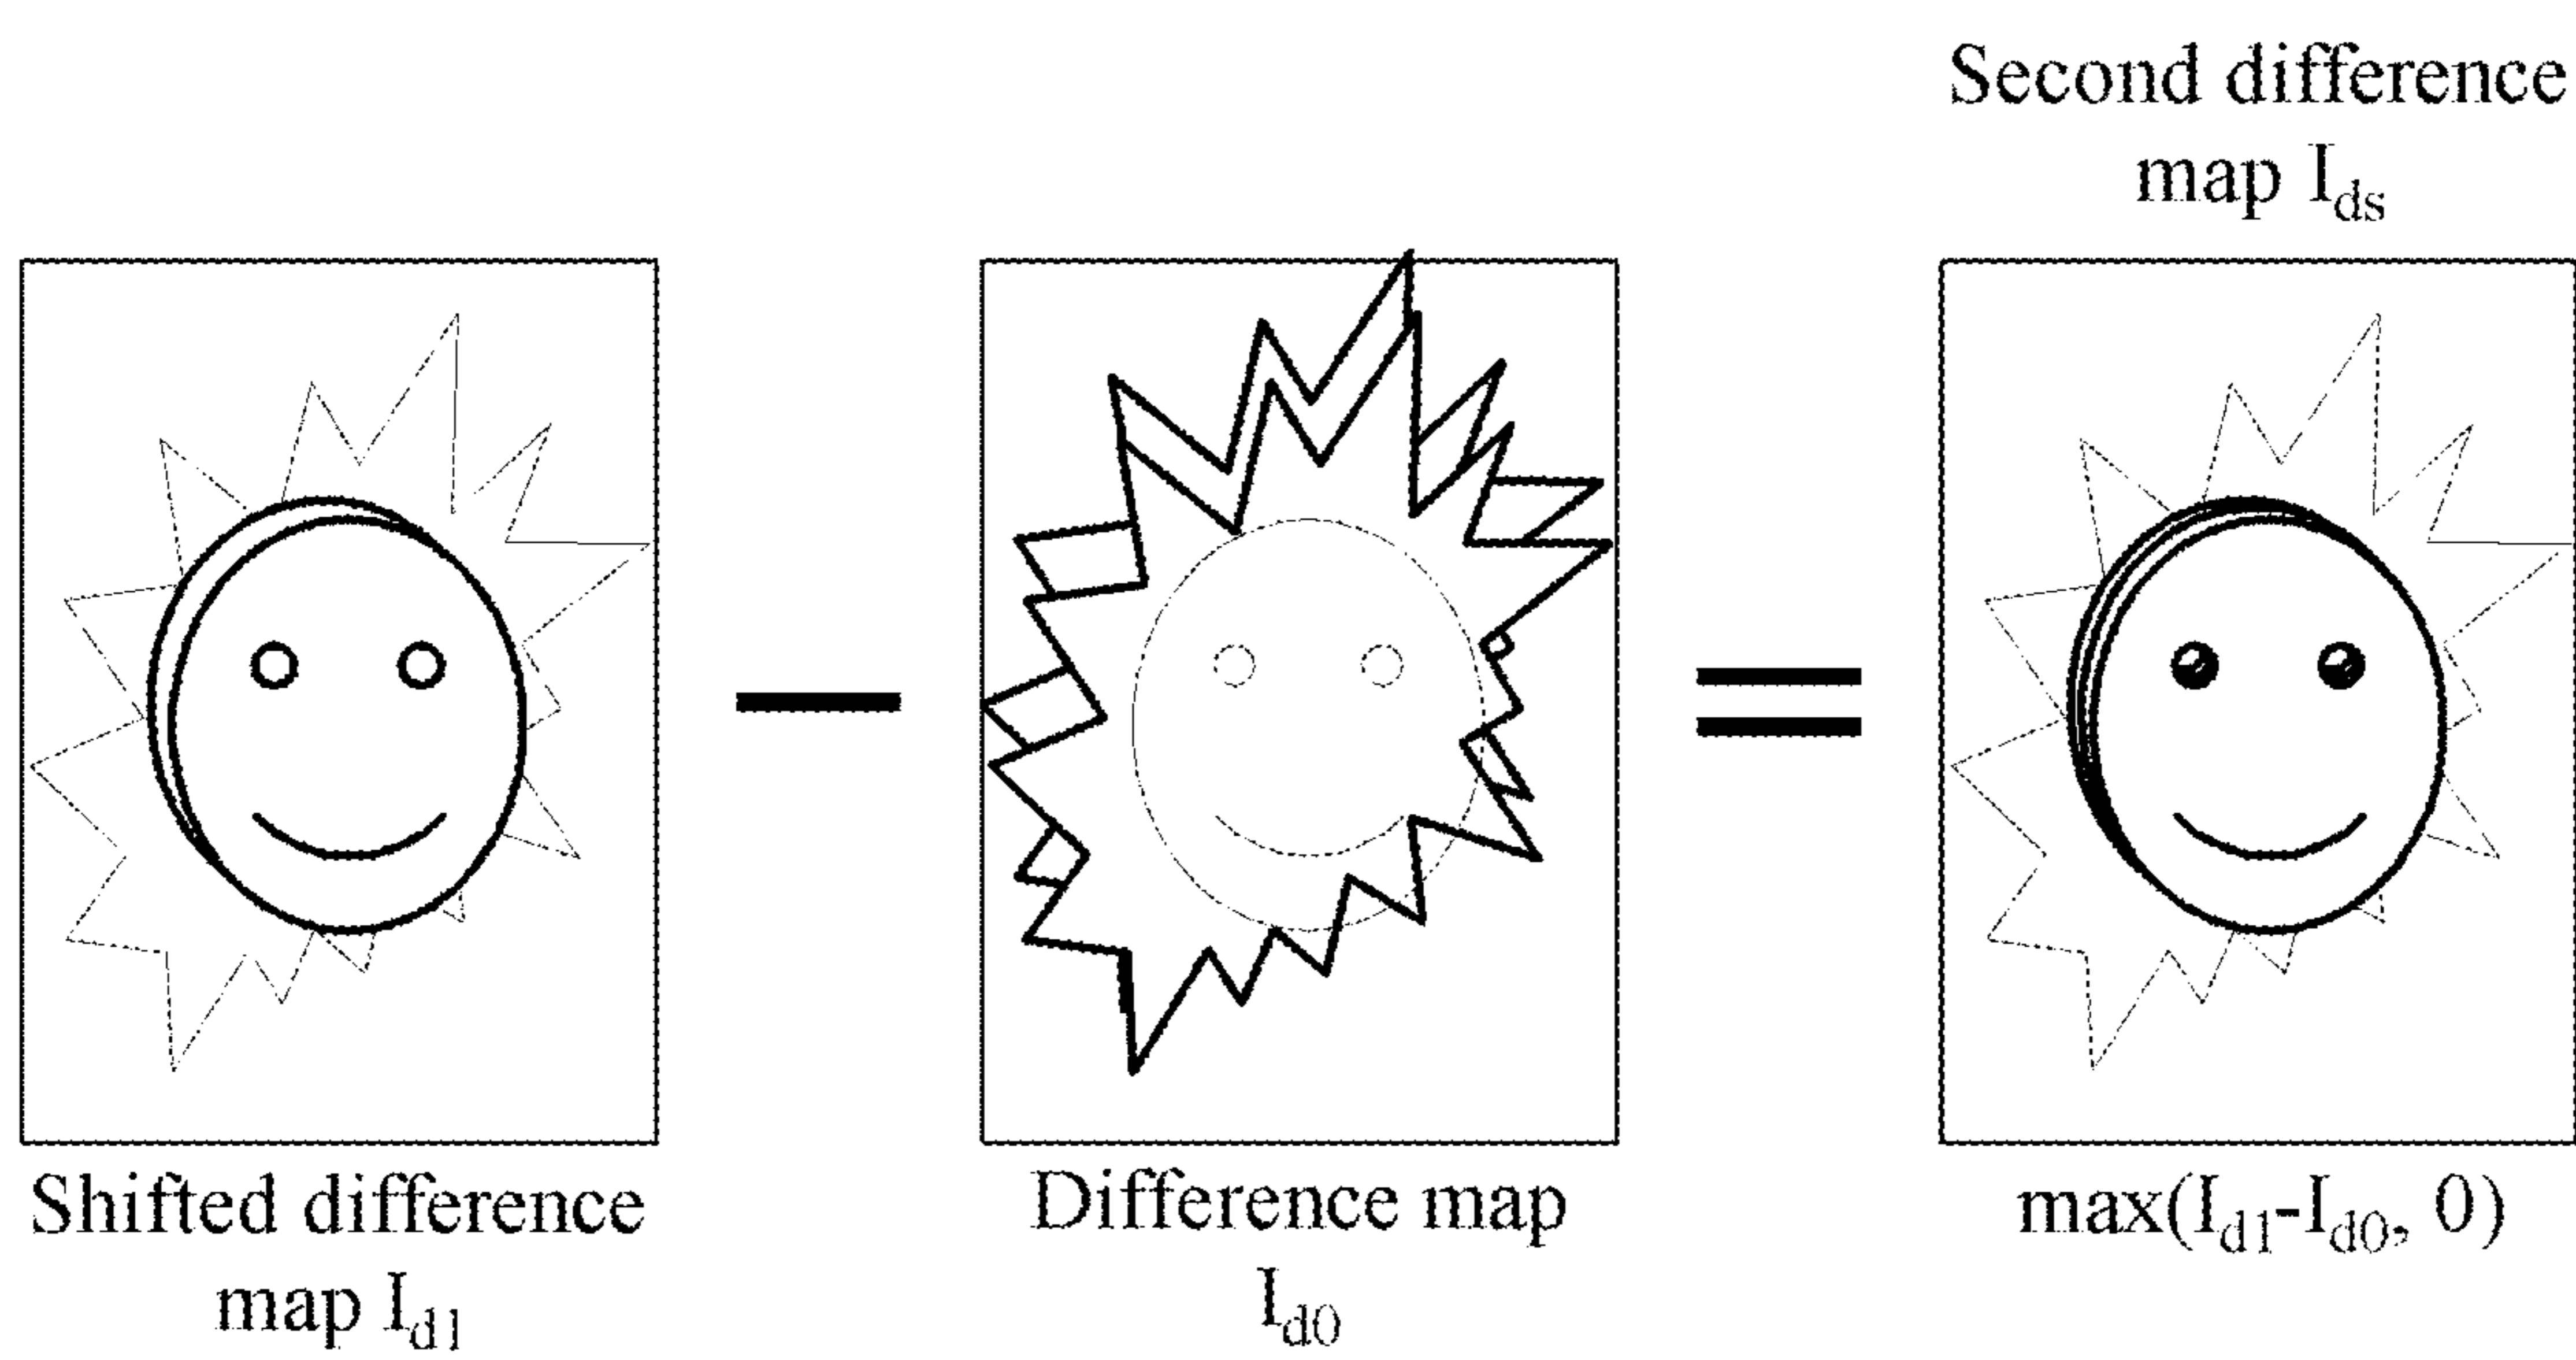 Second difference
map I_ds
Shifted difference
map I_d1
Difference map
I_d0
max(I_d1-I_d0, 0)